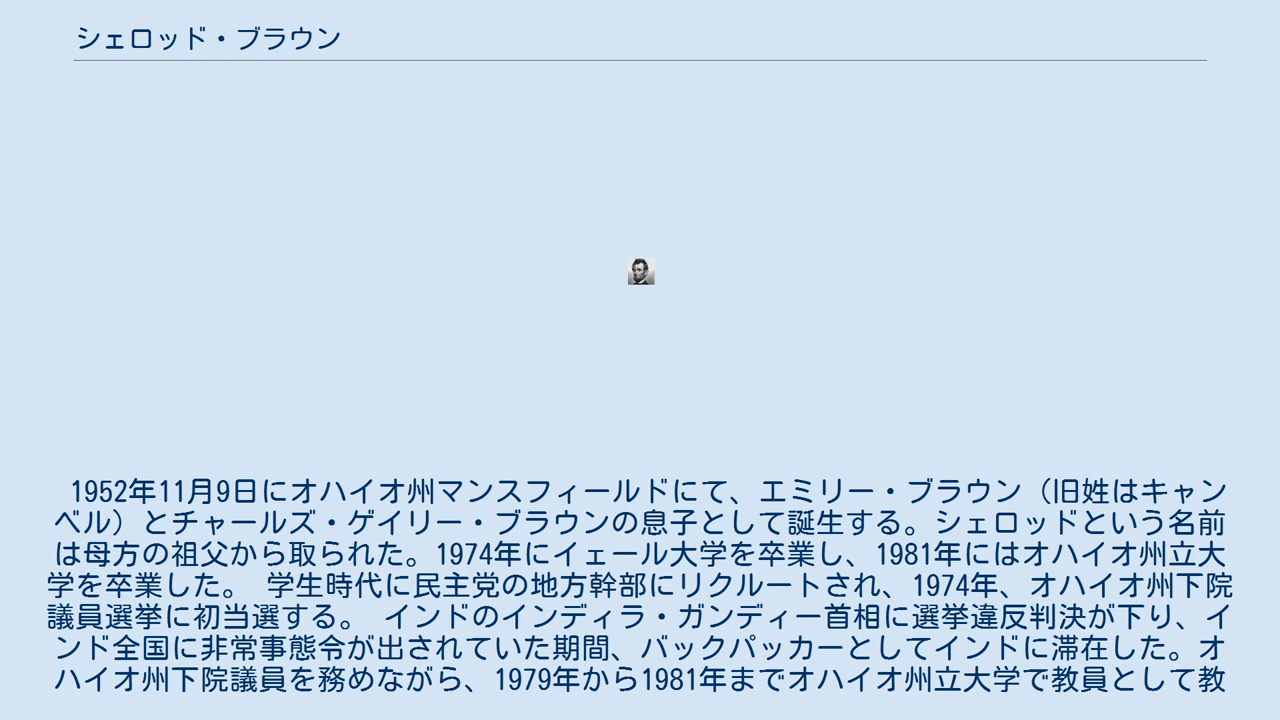 シェロッド・ブラウン
1952年11月9日にオハイオ州マンスフィールドにて、エミリー・ブラウン（旧姓はキャン
ベル）とチャールズ・ゲイリー・ブラウンの息子として誕生する。シェロッドという名前
は母方の祖父から取られた。1974年にイェール大学を卒業し、1981年にはオハイオ州立大
学を卒業した。 学生時代に民主党の地方幹部にリクルートされ、1974年、オハイオ州下院
議員選挙に初当選する。 インドのインディラ・ガンディー首相に選挙違反判決が下り、イ
ンド全国に非常事態令が出されていた期間、バックパッカーとしてインドに滞在した。オ
ハイオ州下院議員を務めながら、1979年から1981年までオハイオ州立大学で教員として教